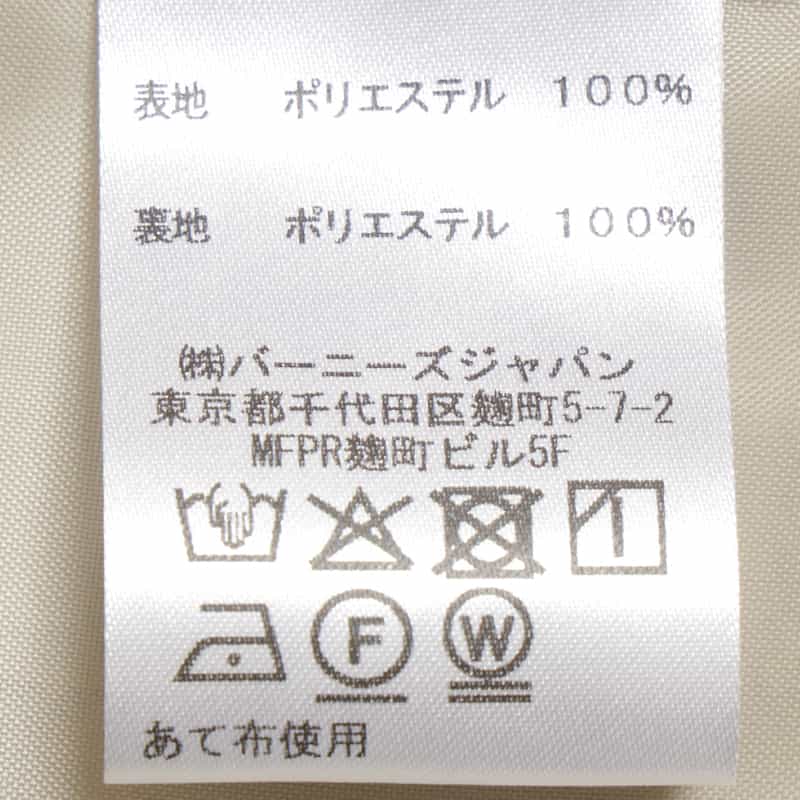 表地 ポリエステル 100%
裏地 ポリエステル 100%
㈱バーニーズジャパン
東京都千代田区麹町5-7-2
MFPR麹町ビル5F
F W
あて布使用